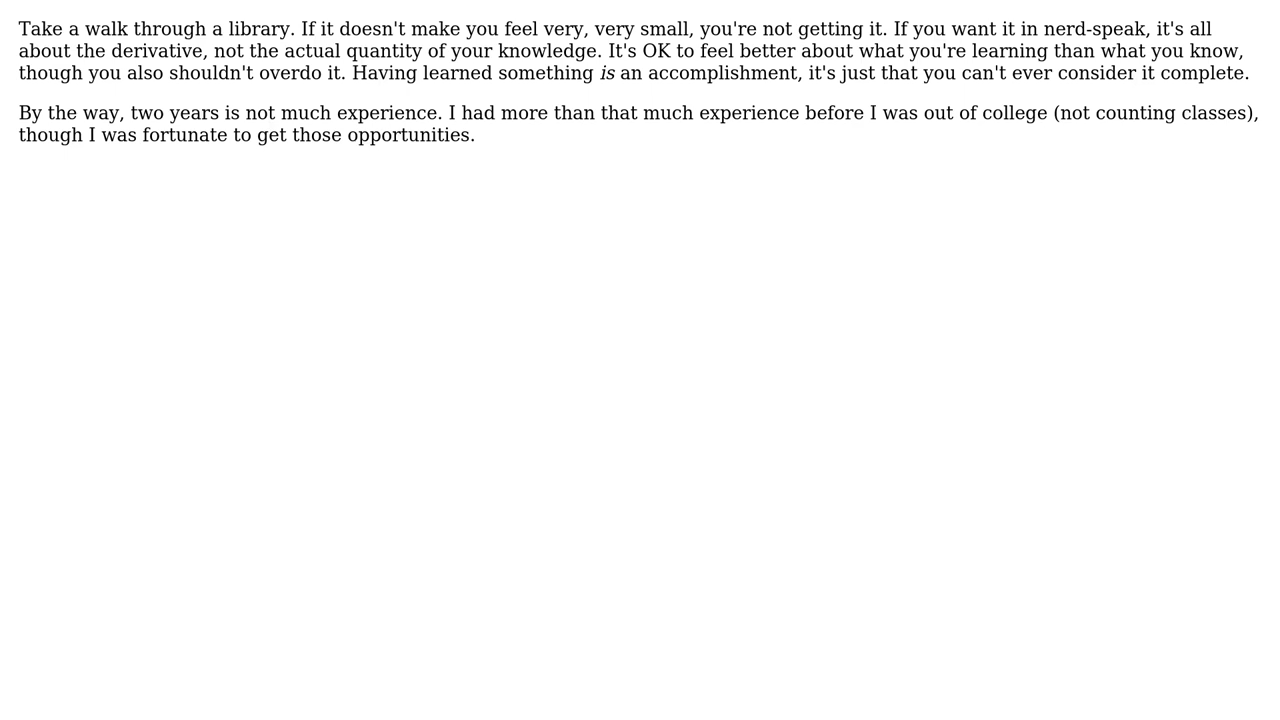 Take a walk through a library. If it doesn't make you feel very, very small, you're not getting it. If you want it in nerd-speak, it's all
about the derivative, not the actual quantity of your knowledge. It's OK to feel better about what you're learning than what you know,
though you also shouldn't overdo it. Having learned something is an accomplishment, it's just that you can't ever consider it complete.
By the way, two years is not much experience. I had more than that much experience before I was out of college (not counting classes),
though I was fortunate to get those opportunities.